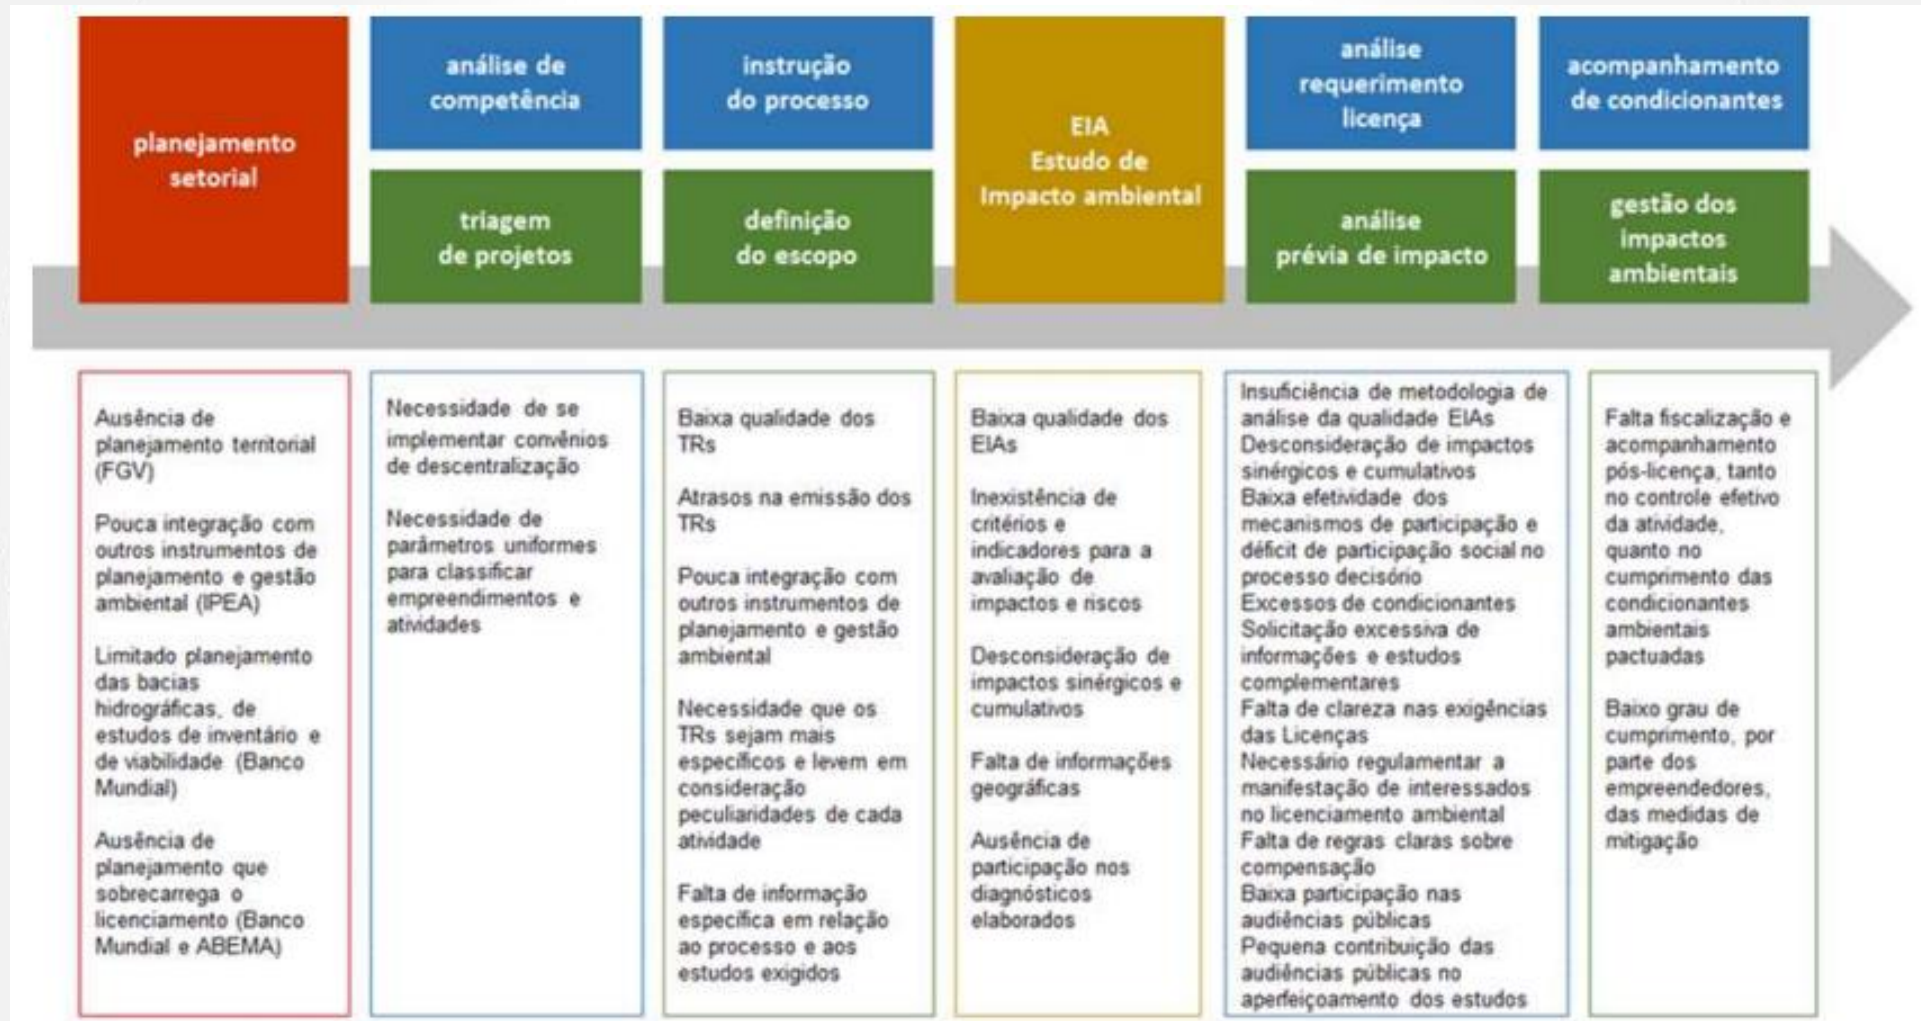 planejamento
setorial
análise de
competência
triagem
de projetos
instrução
do processo
definição
do escopo
EIA
Estudo de
Impacto ambiental
análise
requerimento
licença
análise
prévia de impacto
acompanhamento
de condicionantes
gestão dos
impactos
ambientais
Ausência de
planejamento territorial
(FGV)
Pouca integração com
outros instrumentos de
planejamento e gestão
ambiental (IPEA)
Limitado planejamento
das bacias
hidrográficas, de
estudos de inventário e
de viabilidade (Banco
Mundial)
Ausência de
planejamento que
sobrecarrega o
licenciamento (Banco
Mundial e ABEMA)
Necessidade de se
implementar convênios
de descentralização
Necessidade de
parâmetros uniformes
para classificar
empreendimentos e
atividades
Baixa qualidade dos
TRs
Atrasos na emissão dos
TRs
Pouca integração com
outros instrumentos de
planejamento e gestão
ambiental
Necessidade que os
TRs sejam mais
específicos e levem em
consideração
peculiaridades de cada
atividade
Falta de informação
específica em relação
ao processo e aos
estudos exigidos
Baixa qualidade dos
EIAs
Inexistência de
critérios e
indicadores para a
avaliação de
impactos e riscos
Desconsideração de
impactos sinérgicos e
cumulativos
Falta de informações
geográficas
Ausência de
participação nos
diagnósticos
elaborados
Insuficiência de metodologia de
análise da qualidade EIAs
Desconsideração de impactos
sinérgicos e cumulativos
Baixa efetividade dos
mecanismos de participação e
déficit de participação social no
processo decisório
Excessos de condicionantes
Solicitação excessiva de
informações e estudos
complementares
Falta de clareza nas exigências
das Licenças
Necessário regulamentar a
manifestação de interessados
no licenciamento ambiental
Falta de regras claras sobre
compensação
Baixa participação nas
audiências públicas
Pequena contribuição das
audiências públicas no
aperfeiçoamento dos estudos
Falta fiscalização e
acompanhamento
pós-licença, tanto
no controle efetivo
da atividade,
quanto no
cumprimento das
condicionantes
ambientais
pactuadas
Baixo grau de
cumprimento, por
parte dos
empreendedores,
das medidas de
mitigação